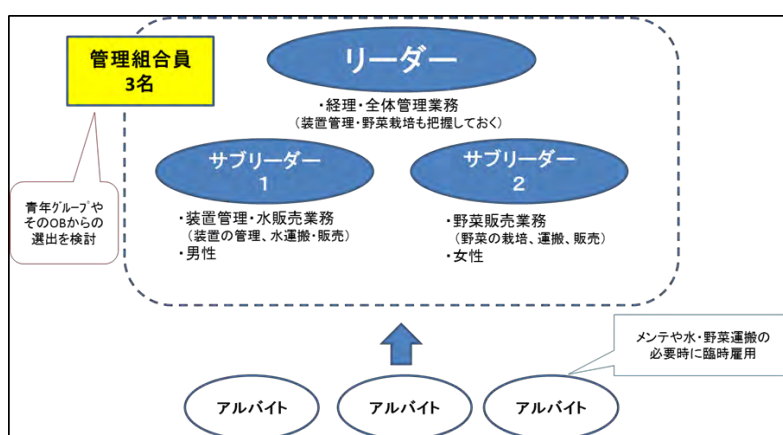 管理組合員
3名
リーダー
・経理・全体管理業務
(装置管理・野菜栽培も把握しておく)
サブリーダー
1
サブリーダー
2
青年グループや
そのOBからの
選出を検討
・装置管理・水販売業務
(装置の管理、水運搬・販売)
・男性
・野菜販売業務
(野菜の栽培、運搬、販売)
・女性
メンテや水・野菜運搬の
必要時に臨時雇用
アルバイト
アルバイト
アルバイト